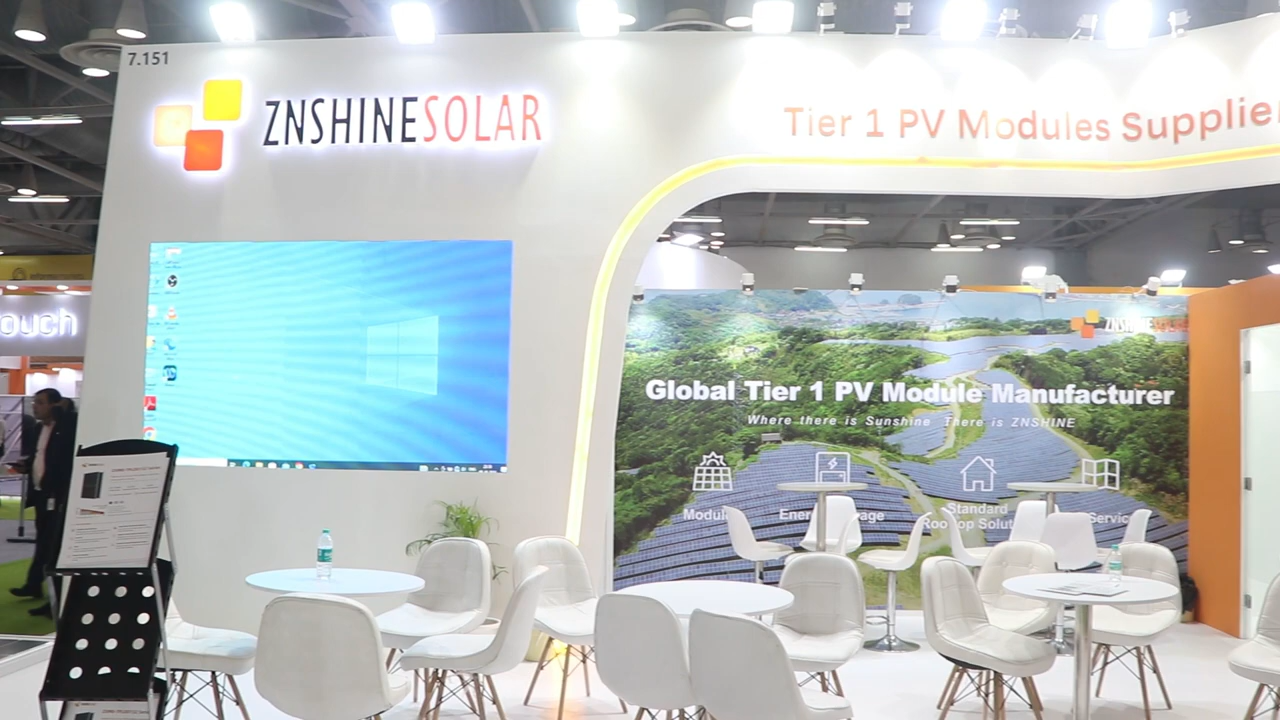 7.151
ZNSHINESOLAR
Tier 1 PV Modules Supplier
ouch
ZNSHINESOLAR
Global Tier 1 PV Module Manufacturer
Where there is Sunshine There is ZNSHINE
Standard